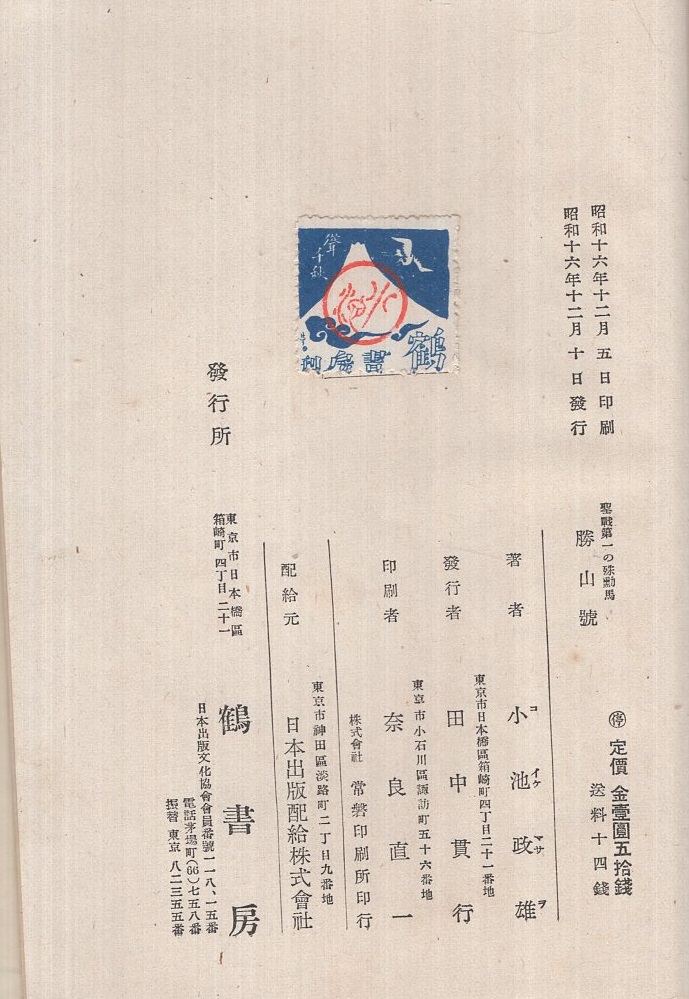 昭和十六年十二月五日印刷
昭和十六年十二月十日發行
聖戰第一の殊勳馬
勝山號
停 定價 金壹圓五拾錢
送料十四錢
著者 小池政雄
コ イケ マサ ヲ
東京市日本橋區箱崎町四丁目二十一番地
發行者 田中貫行
東京市小石川區諏訪町五十六番地
印刷者 奈良直一
株式會社 常磐印刷所印行
東京市神田區淡路町二丁目九番地
配給元 日本出版配給株式會社
發行所
東京市日本橋區
箱崎町四丁目二十一
鶴書房
日本出版文化協會會員番號一一八、一五番
電話茅場町(66)七五八番
振替東京八二三五五番
聲千秋
鶴書房